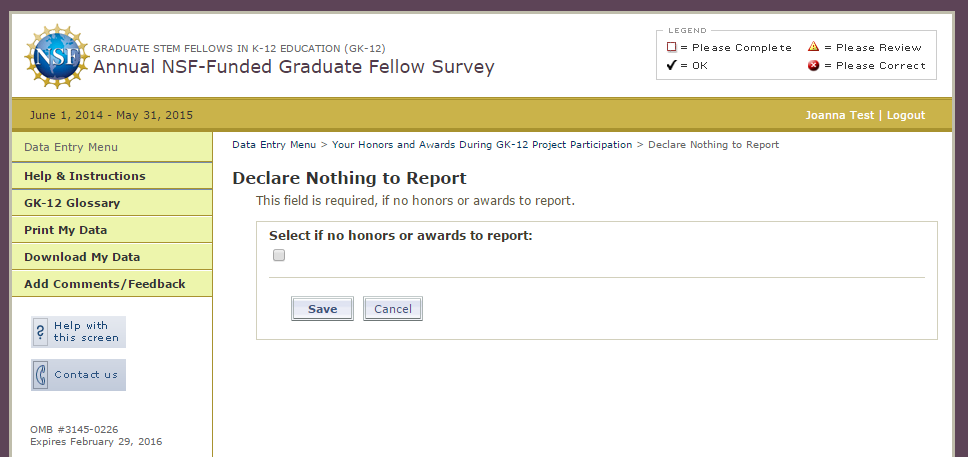 NSF
GRADUATE STEM FELLOWS IN K-12 EDUCATION (GK-12)
Annual NSF-Funded Graduate Fellow Survey
LEGEND
= Please Complete
= Please Review
= OK
= Please Correct
June 1, 2014 - May 31, 2015
Joanna Test | Logout
Data Entry Menu
Help & Instructions
GK-12 Glossary
Print My Data
Download My Data
Add Comments/Feedback
Help with
this screen
Contact us
OMB #3145-0226
Expires February 29, 2016
Data Entry Menu > Your Honors and Awards During GK-12 Project Participation > Declare Nothing to Report
Declare Nothing to Report
This field is required, if no honors or awards to report.
Select if no honors or awards to report:
Save
Cancel